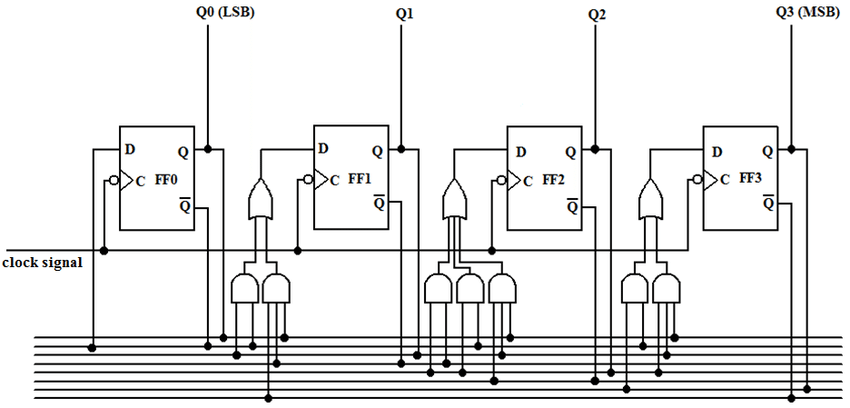 Q0 (LSB) Q1 Q2 Q3 (MSB)
D Q D Q D Q D Q
C FF0 C FF1 C FF2 C FF3
Q̅ Q̅ Q̅ Q̅
clock signal